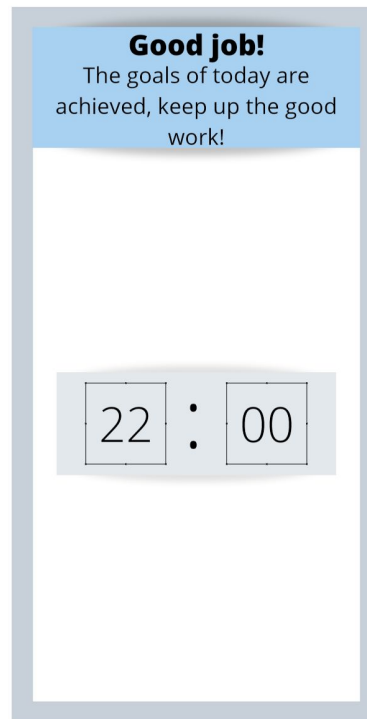 Good job!
The goals of today are
achieved, keep up the good
work!
22 : 00